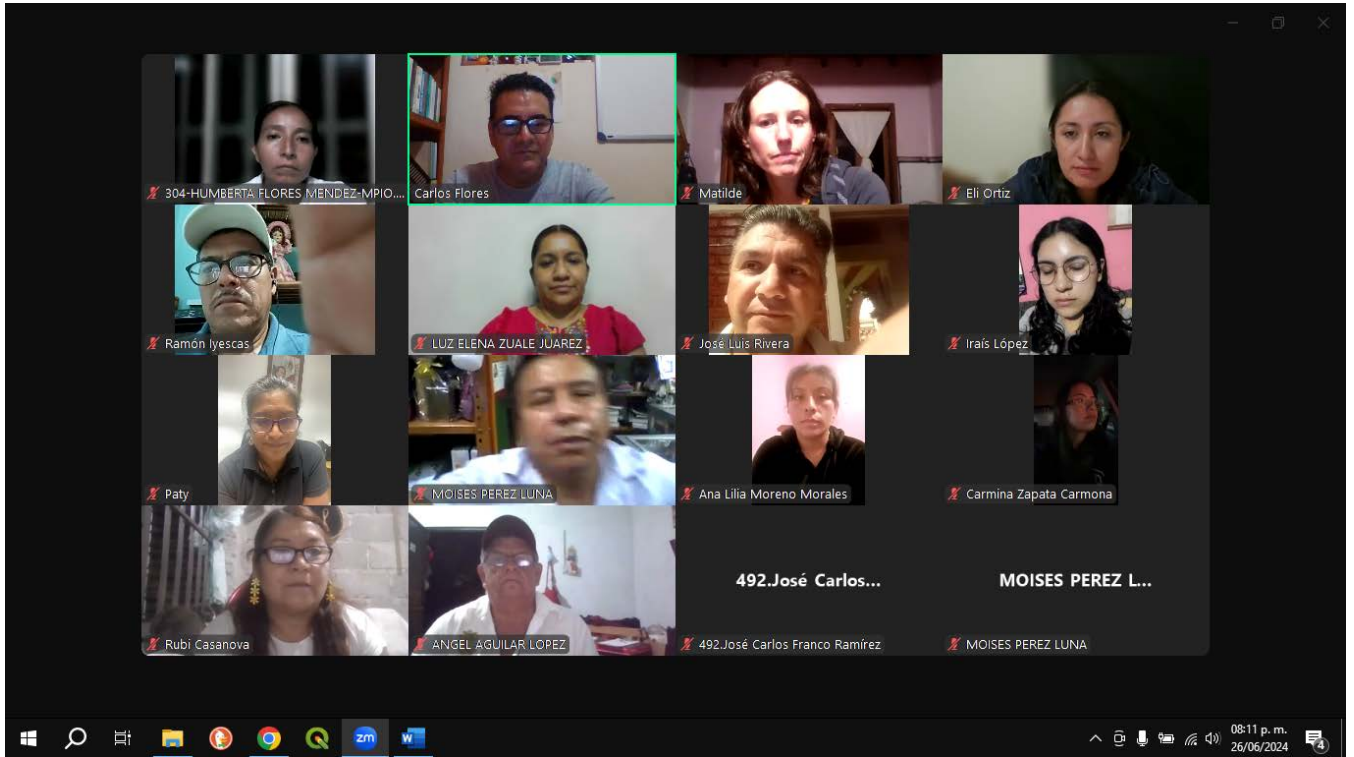 304-HUMBERTA FLORES MENDEZ-MPIO....
Carlos Flores
Matilde
Eli Ortiz
Ramón Iyescas
LUZ ELENA ZUALE JUAREZ
José Luis Rivera
Iraís López
Paty
MOISES PEREZ LUNA
Ana Lilia Moreno Morales
Carmina Zapata Carmona
492.José Carlos...
MOISES PEREZ L...
Rubi Casanova
ANGEL AGUILAR LOPEZ
492.José Carlos Franco Ramírez
MOISES PEREZ LUNA
zm
W
08:11 p. m.
26/06/2024
4